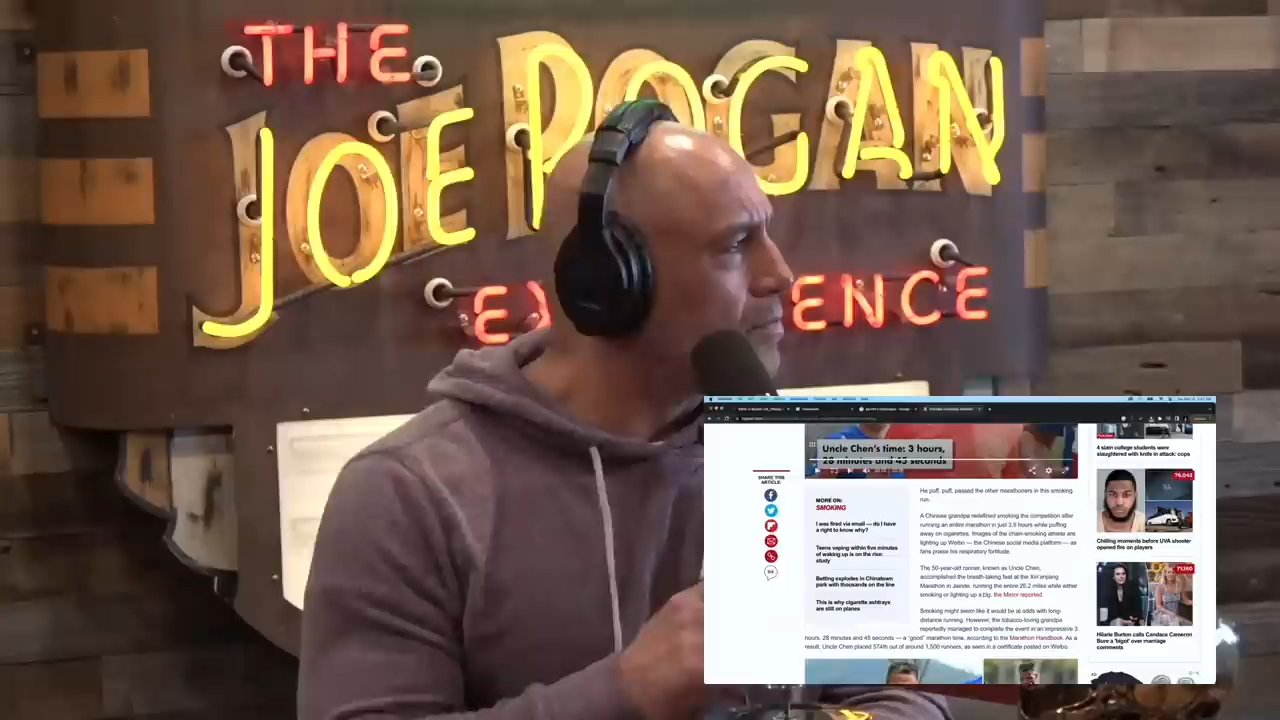 THE
JOE ROGAN
EX ENCE
Uncle Chen's time: 3 hours,
28 minutes and 45 seconds
SHARE THIS
ARTICLE:
MORE ON:
SMOKING
I was fired via email — do I have
a right to know why?
Teens vaping within five minutes
of waking up is on the rise:
study
Betting explodes in Chinatown
park with thousands on the line
This is why cigarette ashtrays
are still on planes
He puff, puff, passed the other marathoners in this smoking
run.
A Chinese grandpa redefined smoking the competition after
running an entire marathon in just 3.5 hours while puffing
away on cigarettes. Images of the chain-smoking athlete are
lighting up Weibo — the Chinese social media platform — as
fans praise his respiratory fortitude.
The 50-year-old runner, known as Uncle Chen,
accomplished the breath-taking feat at the Xin'anjiang
Marathon in Jiande, running the entire 26.2 miles while either
smoking or lighting up a cig, the Mirror reported.
Smoking might seem like it would be at odds with long-
distance running. However, the tobacco-loving grandpa
reportedly managed to complete the event in an impressive 3
hours, 28 minutes and 45 seconds — a "good" marathon time, according to the Marathon Handbook. As a
result, Uncle Chen placed 574th out of around 1,500 runners, as seen in a certificate posted on Weibo.
4 slain college students were
slaughtered with knife in attack: cops
76,043
Chilling moments before UVA shooter
opened fire on players
71,160
Hilarie Burton calls Candace Cameron
Bure a 'bigot' over marriage
comments